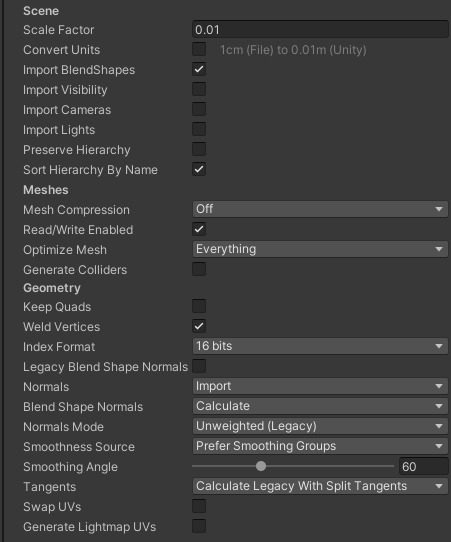 Scene
Scale Factor 0.01
Convert Units 1cm (File) to 0.01m (Unity)
Import BlendShapes
Import Visibility
Import Cameras
Import Lights
Preserve Hierarchy
Sort Hierarchy By Name
Meshes
Mesh Compression Off
Read/Write Enabled
Optimize Mesh Everything
Generate Colliders
Geometry
Keep Quads
Weld Vertices
Index Format 16 bits
Legacy Blend Shape Normals
Normals Import
Blend Shape Normals Calculate
Normals Mode Unweighted (Legacy)
Smoothness Source Prefer Smoothing Groups
Smoothing Angle 60
Tangents Calculate Legacy With Split Tangents
Swap UVs
Generate Lightmap UVs